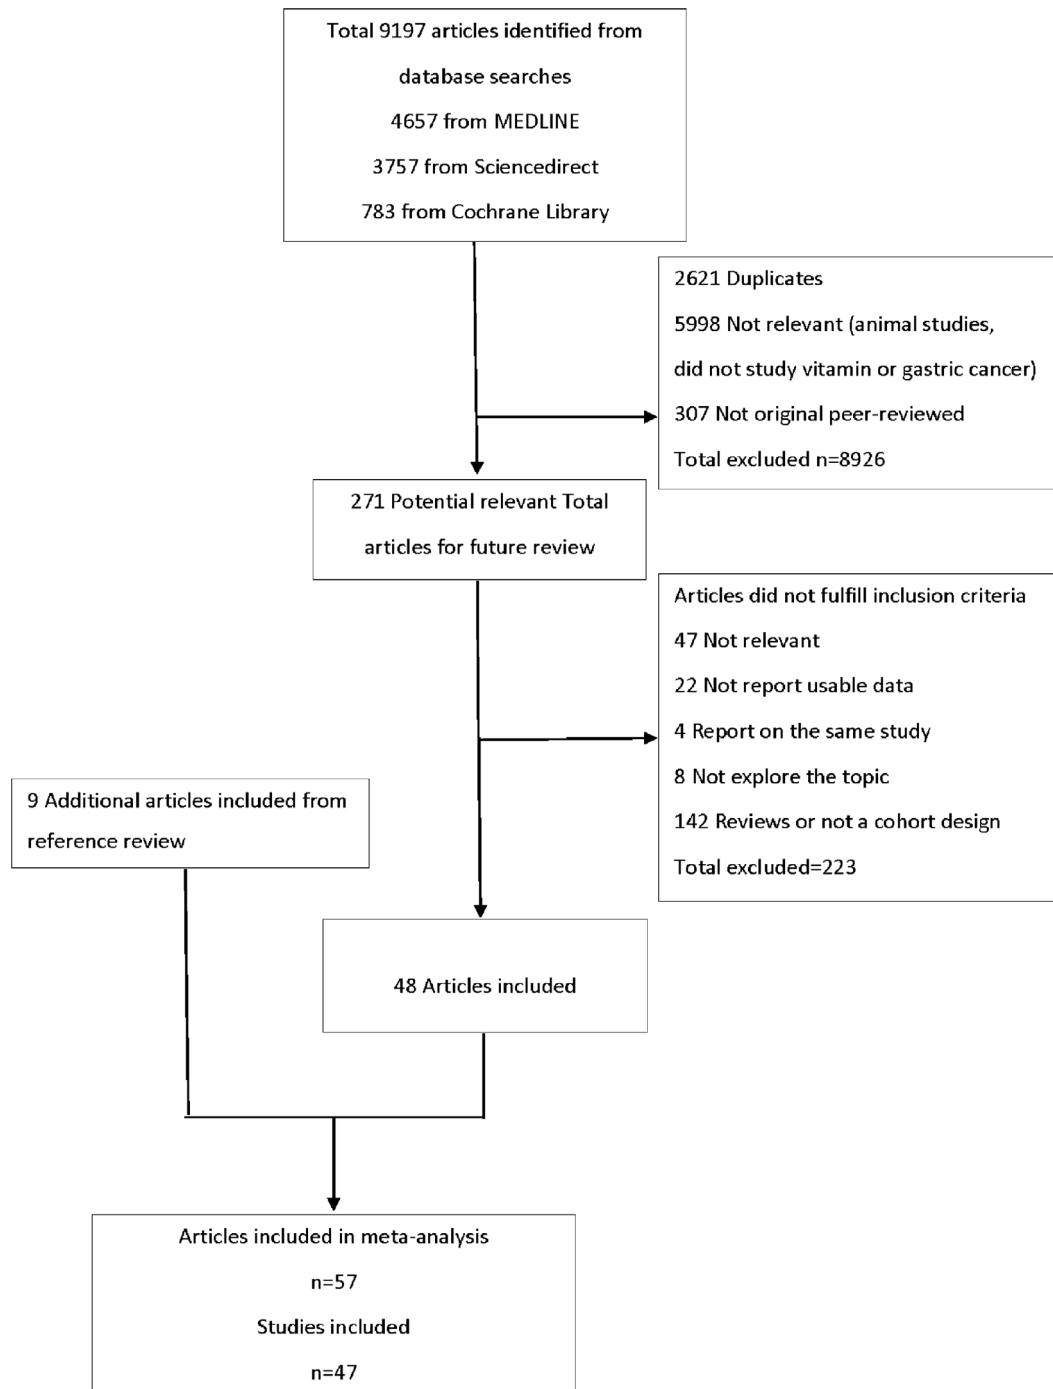 Total 9197 articles identified from
database searches
4657 from MEDLINE
3757 from Sciencedirect
783 from Cochrane Library
2621 Duplicates
5998 Not relevant (animal studies,
did not study vitamin or gastric cancer)
307 Not original peer-reviewed
Total excluded n=8926
271 Potential relevant Total
articles for future review
Articles did not fulfill inclusion criteria
47 Not relevant
22 Not report usable data
4 Report on the same study
8 Not explore the topic
142 Reviews or not a cohort design
Total excluded=223
9 Additional articles included from
reference review
48 Articles included
Articles included in meta-analysis
n=57
Studies included
n=47